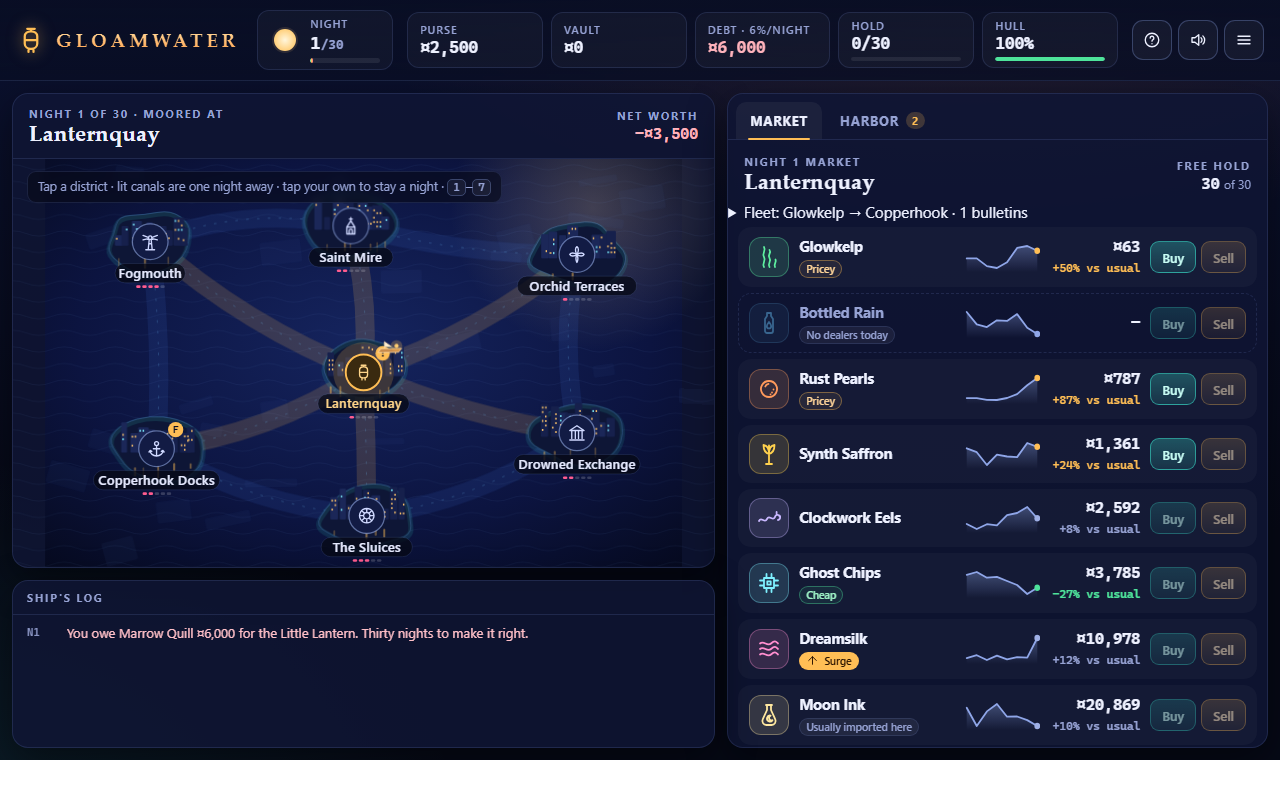 GLOAMWATER
NIGHT
1/30
PURSE
¤2,500
VAULT
¤0
DEBT · 6%/NIGHT
¤6,000
HOLD
0/30
HULL
100%
NIGHT 1 OF 30 · MOORED AT
Lanternquay
NET WORTH
−¤3,500
Tap a district · lit canals are one night away · tap your own to stay a night · 1–7
Fogmouth
Saint Mire
Orchid Terraces
Lanternquay
F
Copperhook Docks
Drowned Exchange
The Sluices
SHIP'S LOG
N1 You owe Marrow Quill ¤6,000 for the Little Lantern. Thirty nights to make it right.
MARKET
HARBOR 2
NIGHT 1 MARKET
Lanternquay
FREE HOLD
30 of 30
Fleet: Glowkelp → Copperhook · 1 bulletins
Glowkelp
Pricey
¤63
+50% vs usual
Buy
Sell
Bottled Rain
No dealers today
—
Buy
Sell
Rust Pearls
Pricey
¤787
+87% vs usual
Buy
Sell
Synth Saffron
¤1,361
+24% vs usual
Buy
Sell
Clockwork Eels
¤2,592
+8% vs usual
Buy
Sell
Ghost Chips
Cheap
¤3,785
−27% vs usual
Buy
Sell
Dreamsilk
↑ Surge
¤10,978
+12% vs usual
Buy
Sell
Moon Ink
Usually imported here
¤20,869
+10% vs usual
Buy
Sell